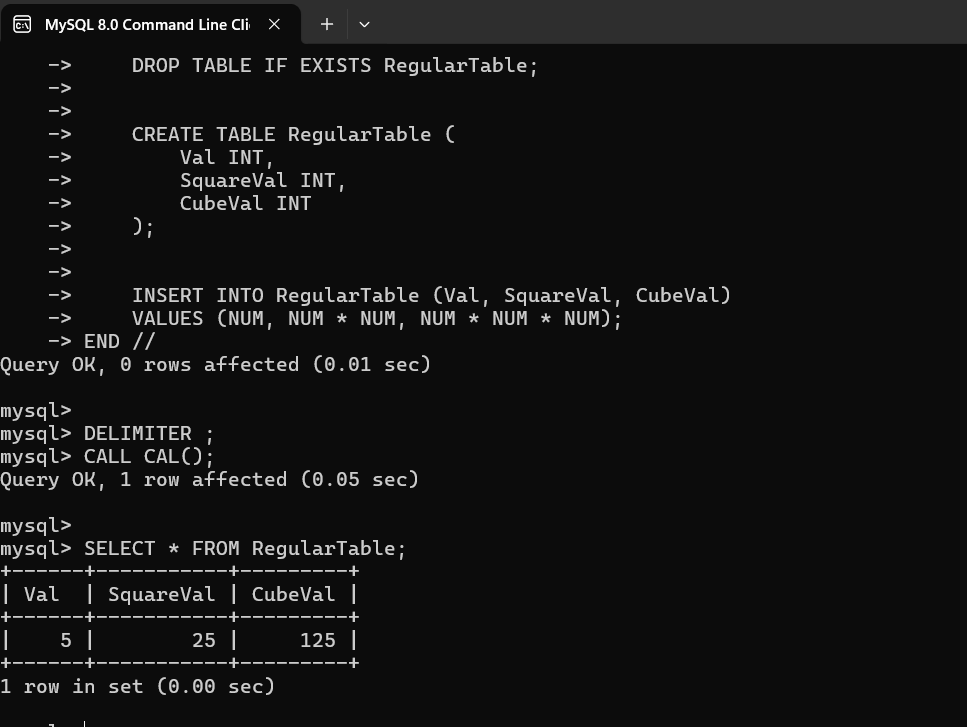 MySQL 8.0 Command Line Cli
    ->     DROP TABLE IF EXISTS RegularTable;
    ->
    ->
    ->     CREATE TABLE RegularTable (
    ->         Val INT,
    ->         SquareVal INT,
    ->         CubeVal INT
    ->     );
    ->
    ->
    ->     INSERT INTO RegularTable (Val, SquareVal, CubeVal)
    ->     VALUES (NUM, NUM * NUM, NUM * NUM * NUM);
    -> END //
Query OK, 0 rows affected (0.01 sec)

mysql>
mysql> DELIMITER ;
mysql> CALL CAL();
Query OK, 1 row affected (0.05 sec)

mysql>
mysql> SELECT * FROM RegularTable;
+------+-----------+---------+
| Val  | SquareVal | CubeVal |
+------+-----------+---------+
|    5 |        25 |     125 |
+------+-----------+---------+
1 row in set (0.00 sec)